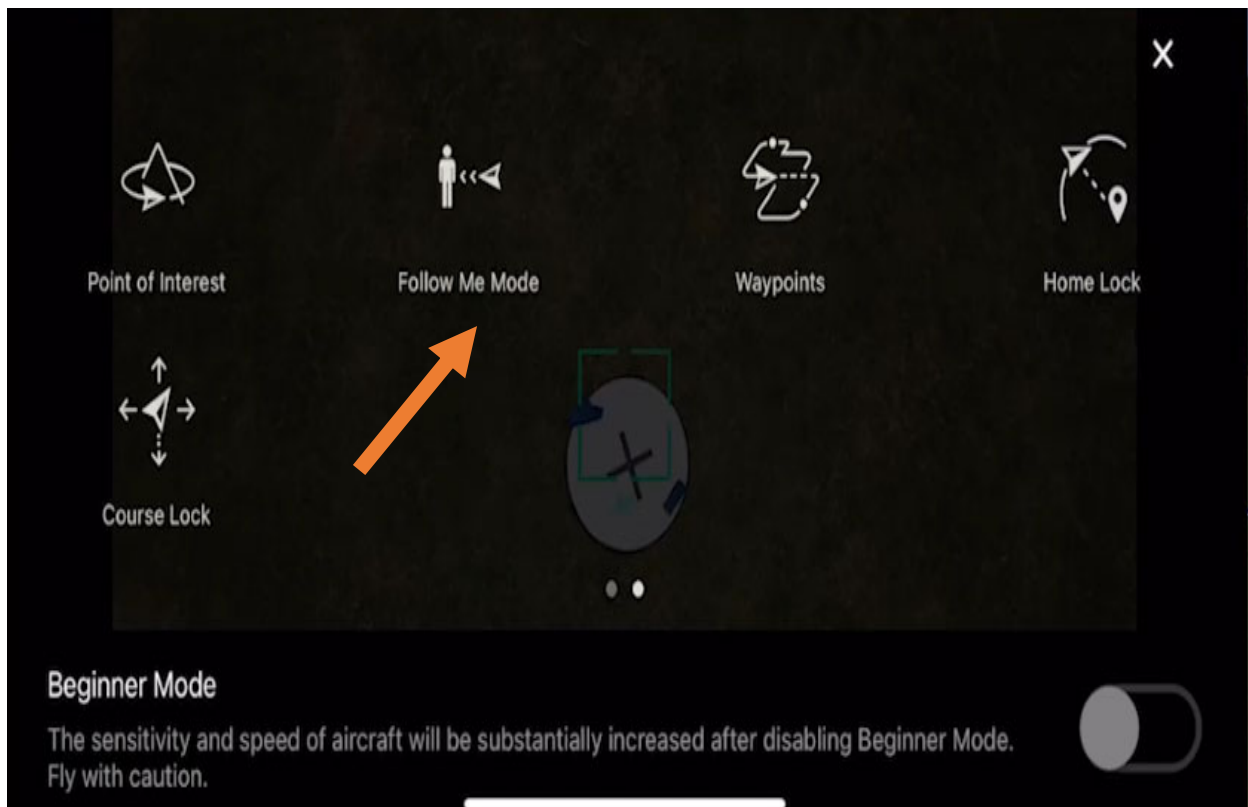 X
Point of Interest
Follow Me Mode
Waypoints
Home Lock
Course Lock
Beginner Mode
The sensitivity and speed of aircraft will be substantially increased after disabling Beginner Mode.
Fly with caution.